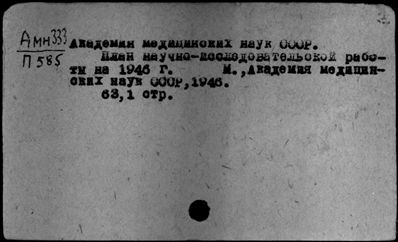 Амн333
П585
Академия медицинских наук СССР.
План научно-исследовательской рабо-
ты на 1946 г. М.,Академия медицин-
ских наук СССР,1946.
63,1 стр.